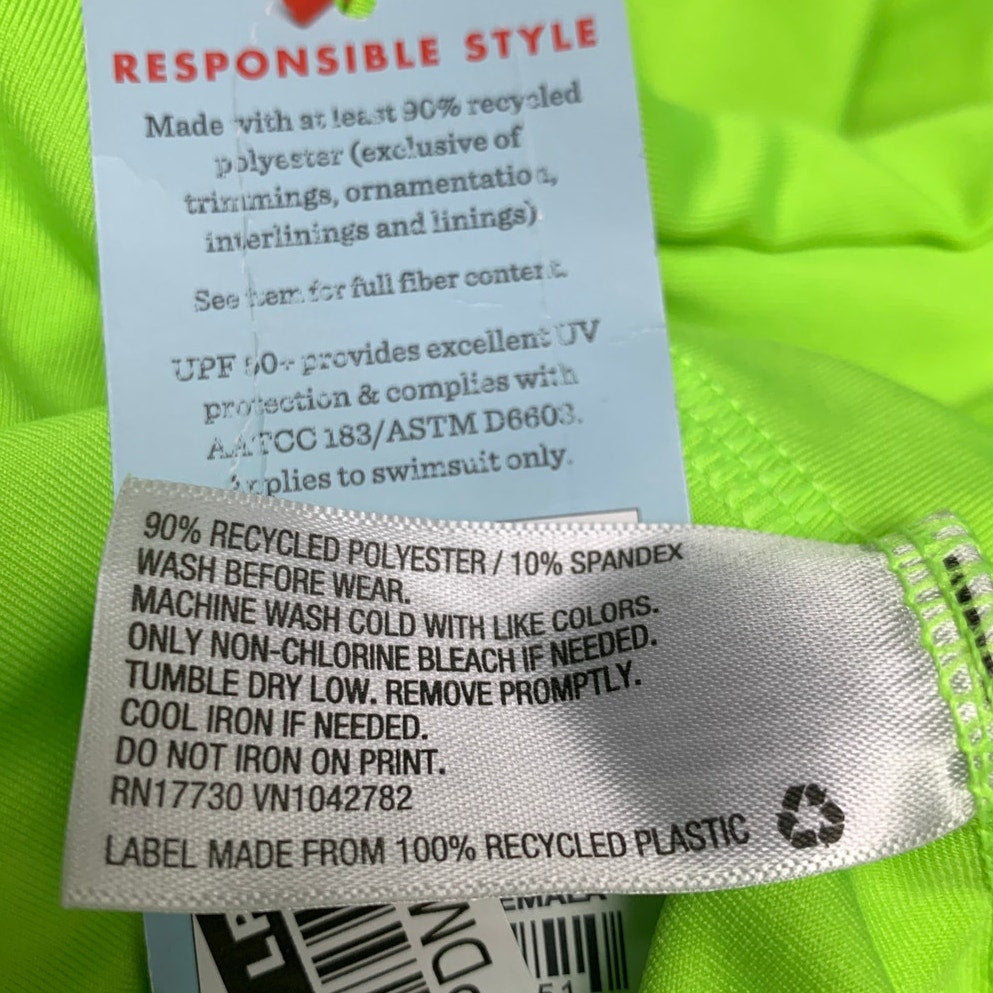 RESPONSIBLE STYLE
Made with at least 90% recycled
polyester (exclusive of
trimmings, ornamentation,
interlinings and linings).
See item for full fiber content.
UPF 50+ provides excellent UV
protection & complies with
AATCC 183/ASTM D6603.
Applies to swimsuit only.
90% RECYCLED POLYESTER / 10% SPANDEX
WASH BEFORE WEAR.
MACHINE WASH COLD WITH LIKE COLORS.
ONLY NON-CHLORINE BLEACH IF NEEDED.
TUMBLE DRY LOW. REMOVE PROMPTLY.
COOL IRON IF NEEDED.
DO NOT IRON ON PRINT.
RN17730 VN1042782
LABEL MADE FROM 100% RECYCLED PLASTIC
LP